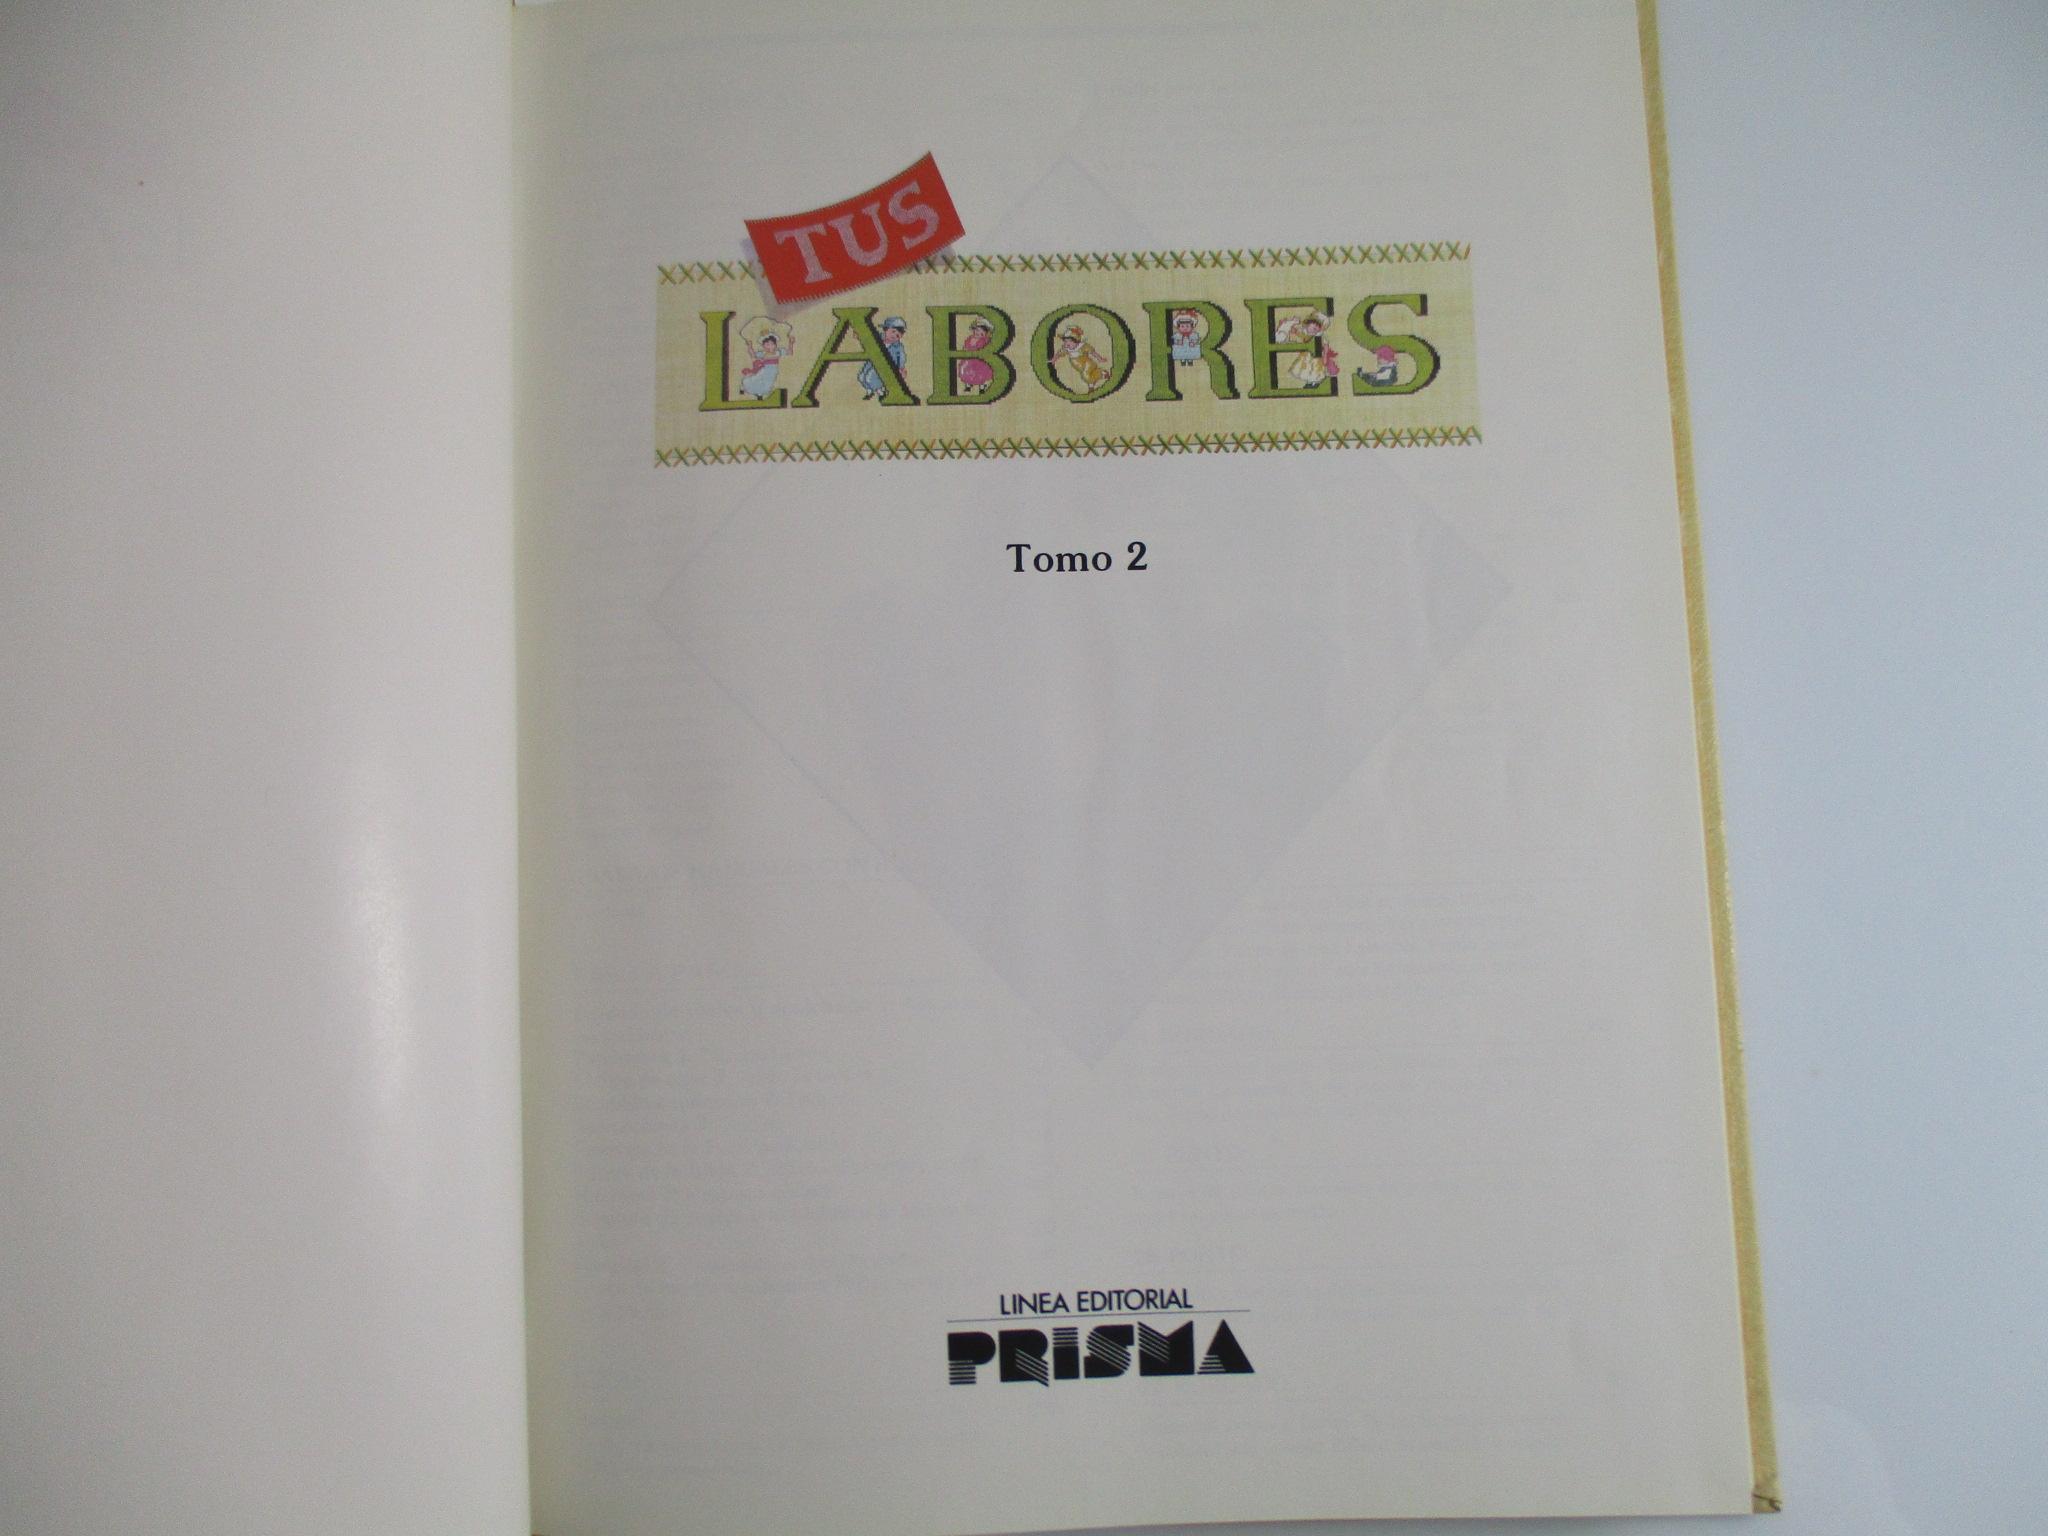 TUS
LABORES
Tomo 2
LINEA EDITORIAL
PRISMA